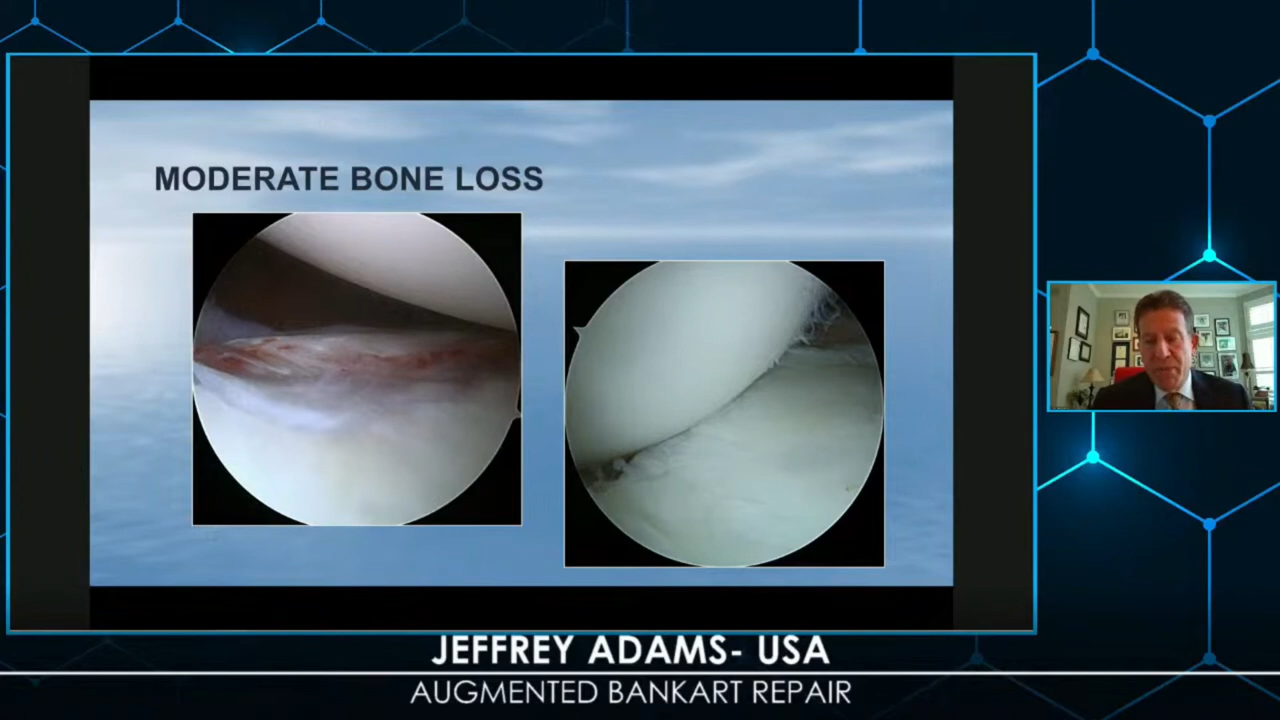 MODERATE BONE LOSS
JEFFREY ADAMS- USA
AUGMENTED BANKART REPAIR